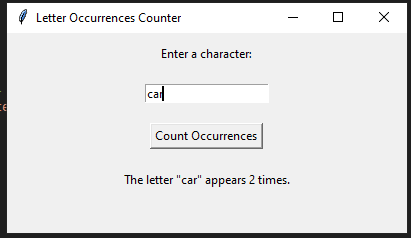 Letter Occurrences Counter
Enter a character:
car
Count Occurrences
The letter "car" appears 2 times.